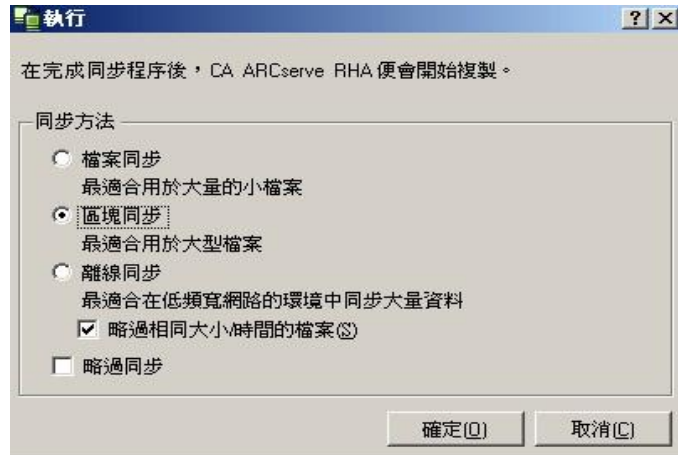 執行
在完成同步程序後，CA ARCserve RHA 便會開始複製。
同步方法
檔案同步
最適合用於大量的小檔案
區塊同步
最適合用於大型檔案
離線同步
最適合在低頻寬網路的環境中同步大量資料
略過相同大小/時間的檔案(S)
略過同步
確定(O) 取消(C)